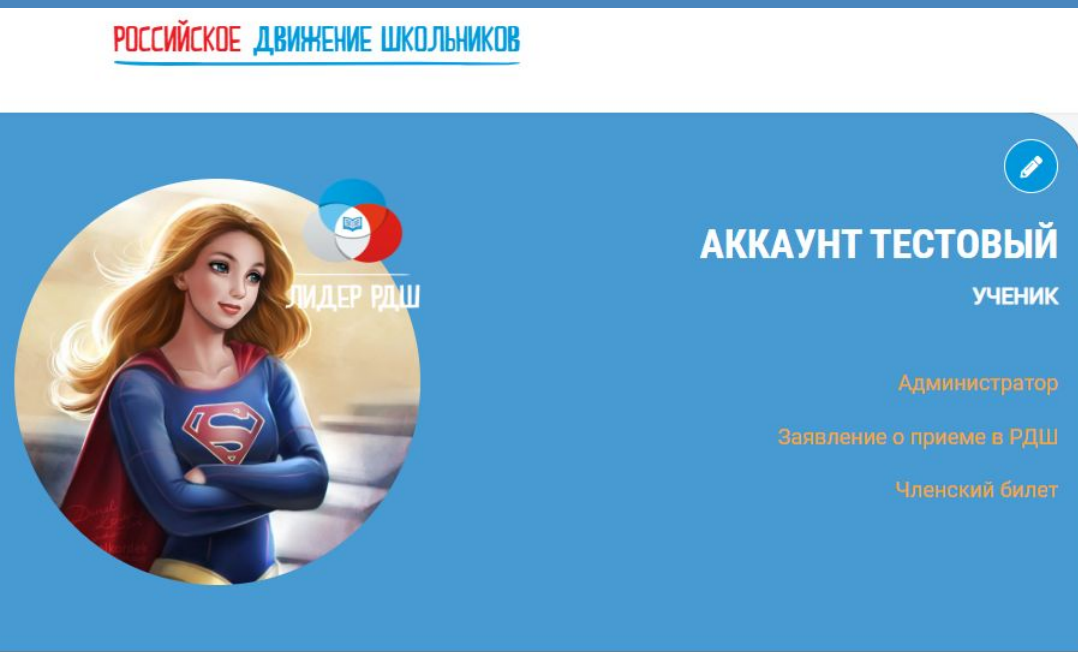 РОССИЙСКОЕ ДВИЖЕНИЕ ШКОЛЬНИКОВ
ЛИДЕР РДШ
АККАУНТ ТЕСТОВЫЙ
УЧЕНИК
Администратор
Заявление о приеме в РДШ
Членский билет
S